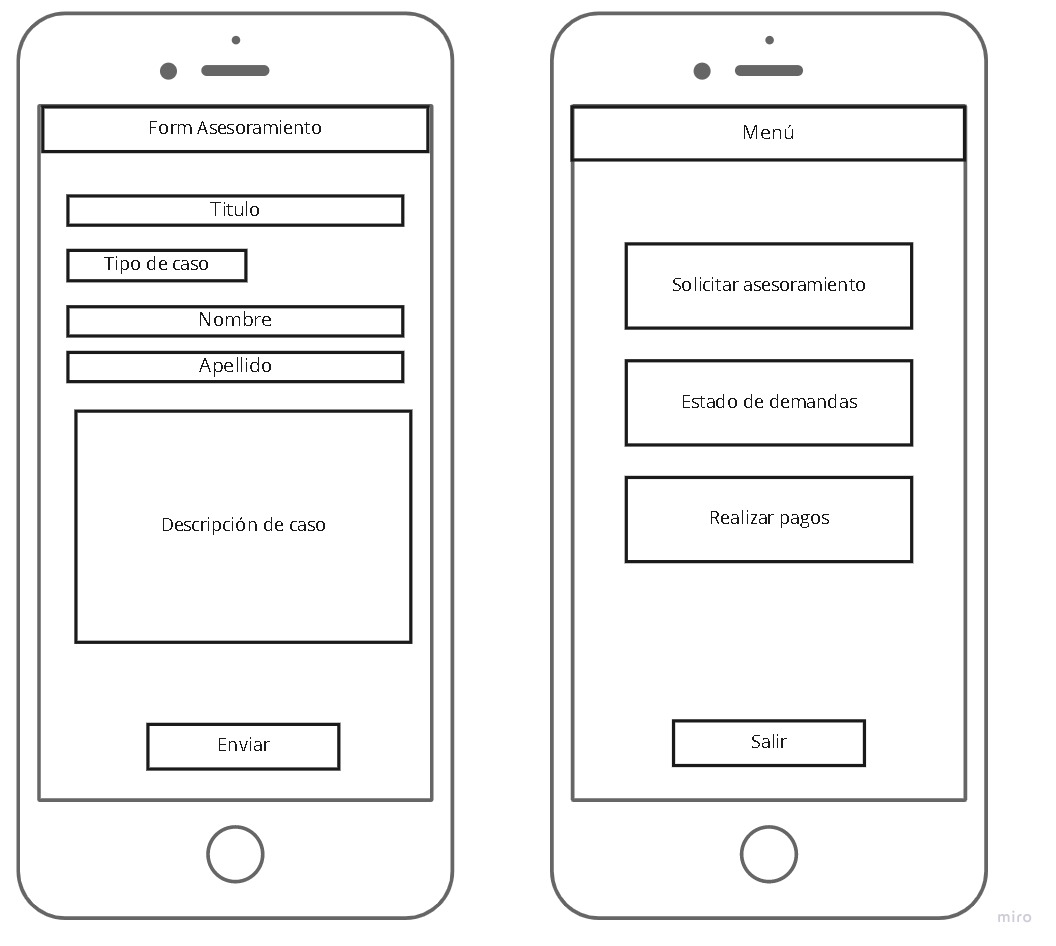 Form Asesoramiento
Titulo
Tipo de caso
Nombre
Apellido
Descripción de caso
Enviar
Menú
Solicitar asesoramiento
Estado de demandas
Realizar pagos
Salir
miro